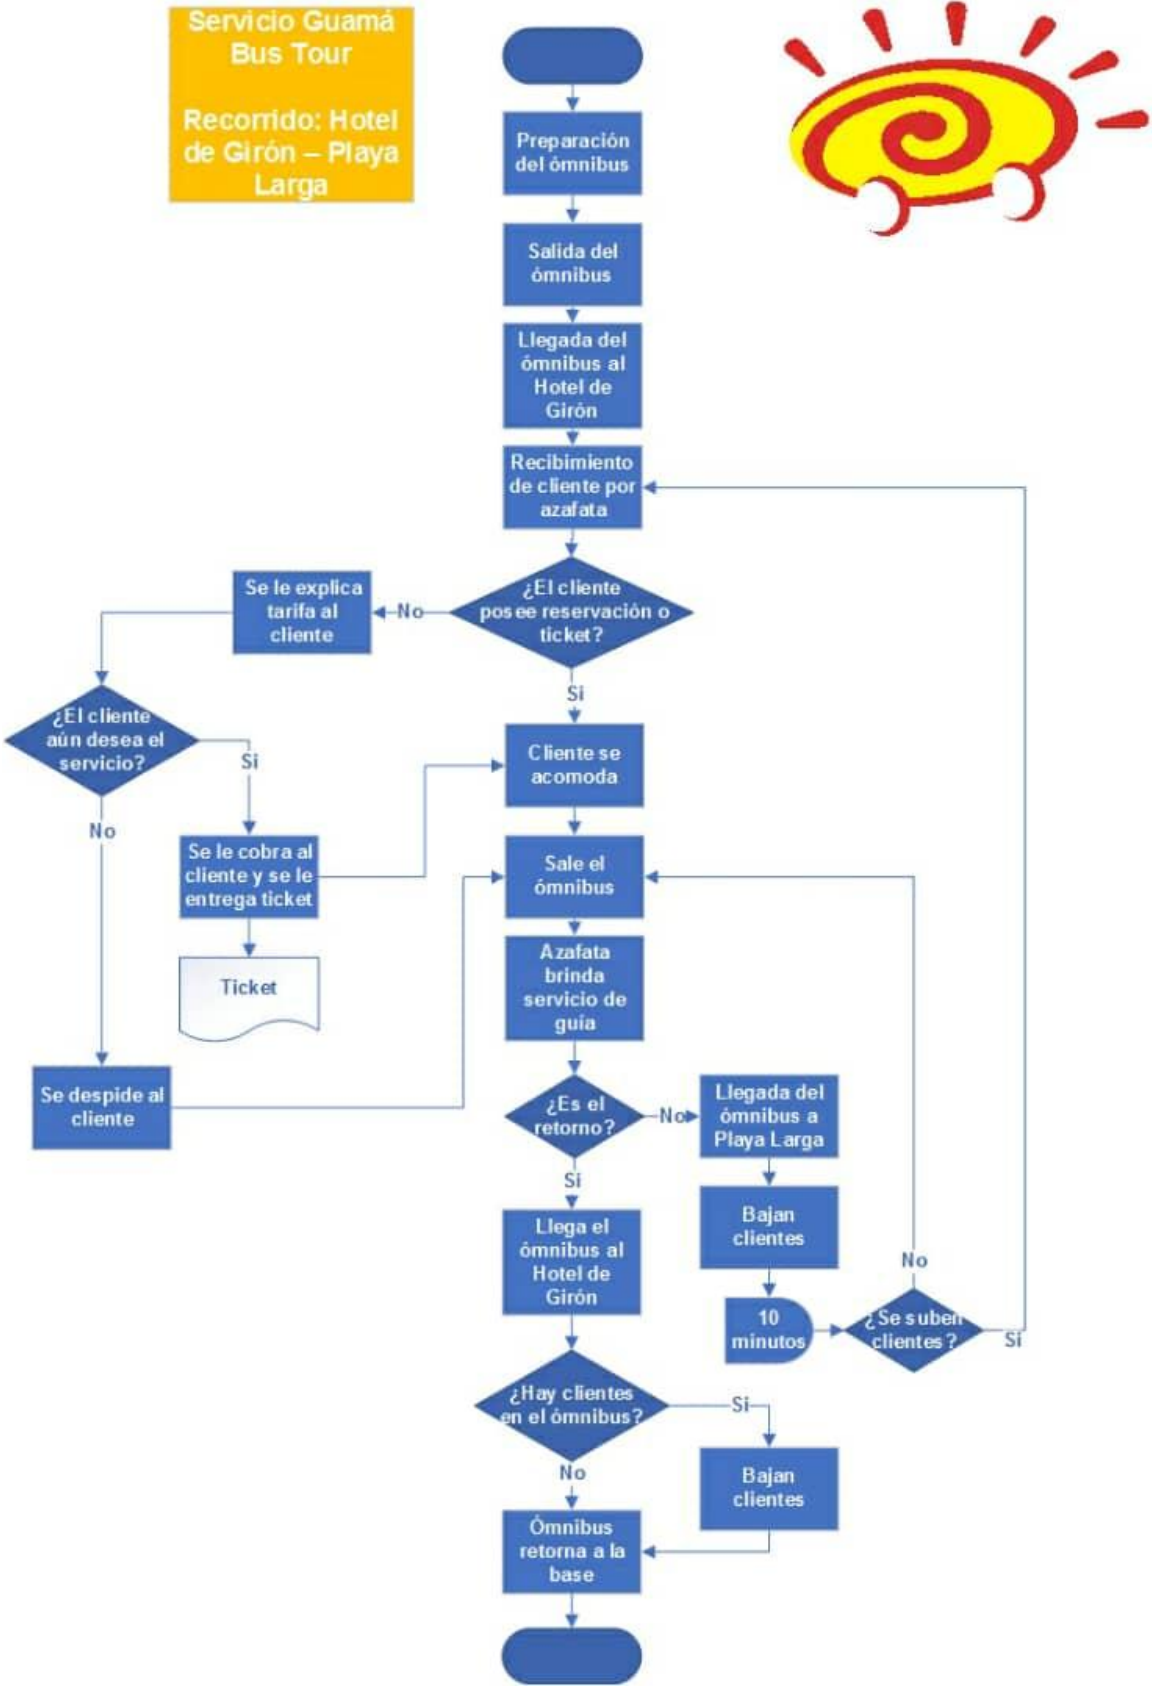 Servicio Guamá
Bus Tour
Recorrido: Hotel
de Girón – Playa
Larga
Preparación
del ómnibus
Salida del
ómnibus
Llegada del
ómnibus al
Hotel de
Girón
Recibimiento
de cliente por
azafata
¿El cliente
posee reservación o
ticket?
No
Se le explica
tarifa al
cliente
Si
¿El cliente
aún desea el
servicio?
Si
No
Cliente se
acomoda
Se le cobra al
cliente y se le
entrega ticket
Sale el
ómnibus
Ticket
Azafata
brinda
servicio de
guía
Se despide al
cliente
¿Es el
retorno?
No
Llegada del
ómnibus a
Playa Larga
Si
Bajan
clientes
Llega el
ómnibus al
Hotel de
Girón
10
minutos
¿Se suben
clientes?
No
Si
¿Hay clientes
en el ómnibus?
Si
No
Bajan
clientes
Ómnibus
retorna a la
base